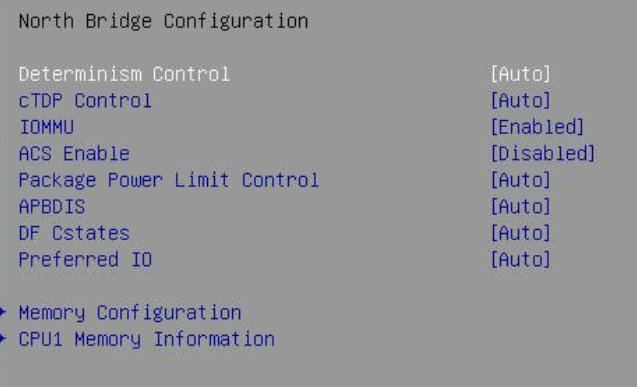 North Bridge Configuration
Determinism Control [Auto]
cTDP Control [Auto]
IOMMU [Enabled]
ACS Enable [Disabled]
Package Power Limit Control [Auto]
APBDIS [Auto]
DF Cstates [Auto]
Preferred IO [Auto]
Memory Configuration
CPU1 Memory Information